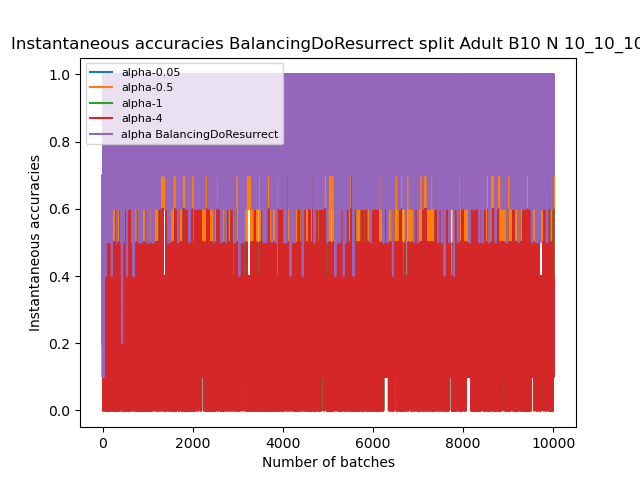 Instantaneous accuracies BalancingDoResurrect split Adult B10 N 10_10_10
alpha-0.05
alpha-0.5
alpha-1
alpha-4
alpha BalancingDoResurrect
1.0
0.8
0.6
0.4
0.2
0.0
Instantaneous accuracies
0 2000 4000 6000 8000 10000
Number of batches